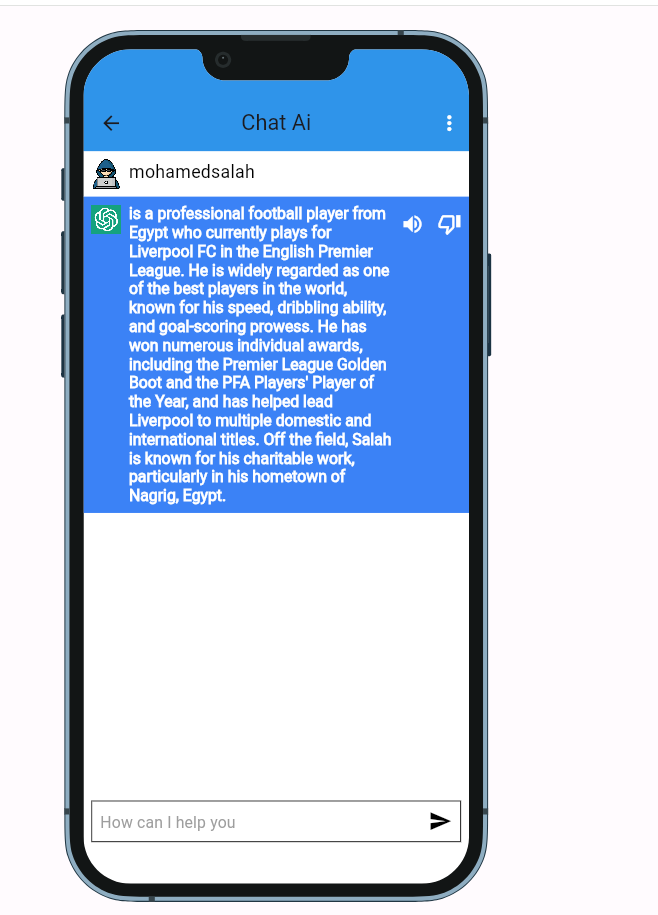 Chat Ai
mohamedsalah
is a professional football player from
Egypt who currently plays for
Liverpool FC in the English Premier
League. He is widely regarded as one
of the best players in the world,
known for his speed, dribbling ability,
and goal-scoring prowess. He has
won numerous individual awards,
including the Premier League Golden
Boot and the PFA Players' Player of
the Year, and has helped lead
Liverpool to multiple domestic and
international titles. Off the field, Salah
is known for his charitable work,
particularly in his hometown of
Nagrig, Egypt.
How can I help you